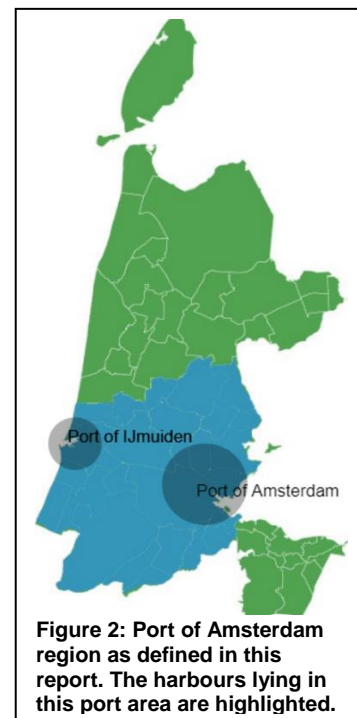 Port of IJmuiden
Port of Amsterdam
Figure 2: Port of Amsterdam
region as defined in this
report. The harbours lying in
this port area are highlighted.